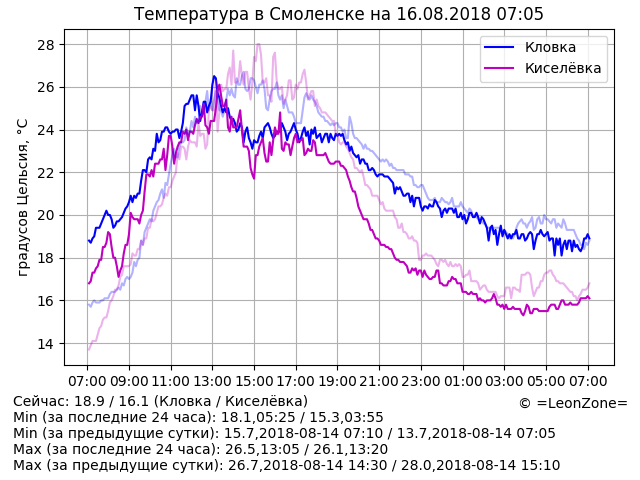 Температура в Смоленске на 16.08.2018 07:05
Кловка
Киселёвка
градусов Цельсия, °C
28
26
24
22
20
18
16
14
07:00 09:00 11:00 13:00 15:00 17:00 19:00 21:00 23:00 01:00 03:00 05:00 07:00
Сейчас: 18.9 / 16.1 (Кловка / Киселёвка)
© =LeonZone=
Min (за последние 24 часа): 18.1,05:25 / 15.3,03:55
Min (за предыдущие сутки): 15.7,2018-08-14 07:10 / 13.7,2018-08-14 07:05
Max (за последние 24 часа): 26.5,13:05 / 26.1,13:20
Max (за предыдущие сутки): 26.7,2018-08-14 14:30 / 28.0,2018-08-14 15:10